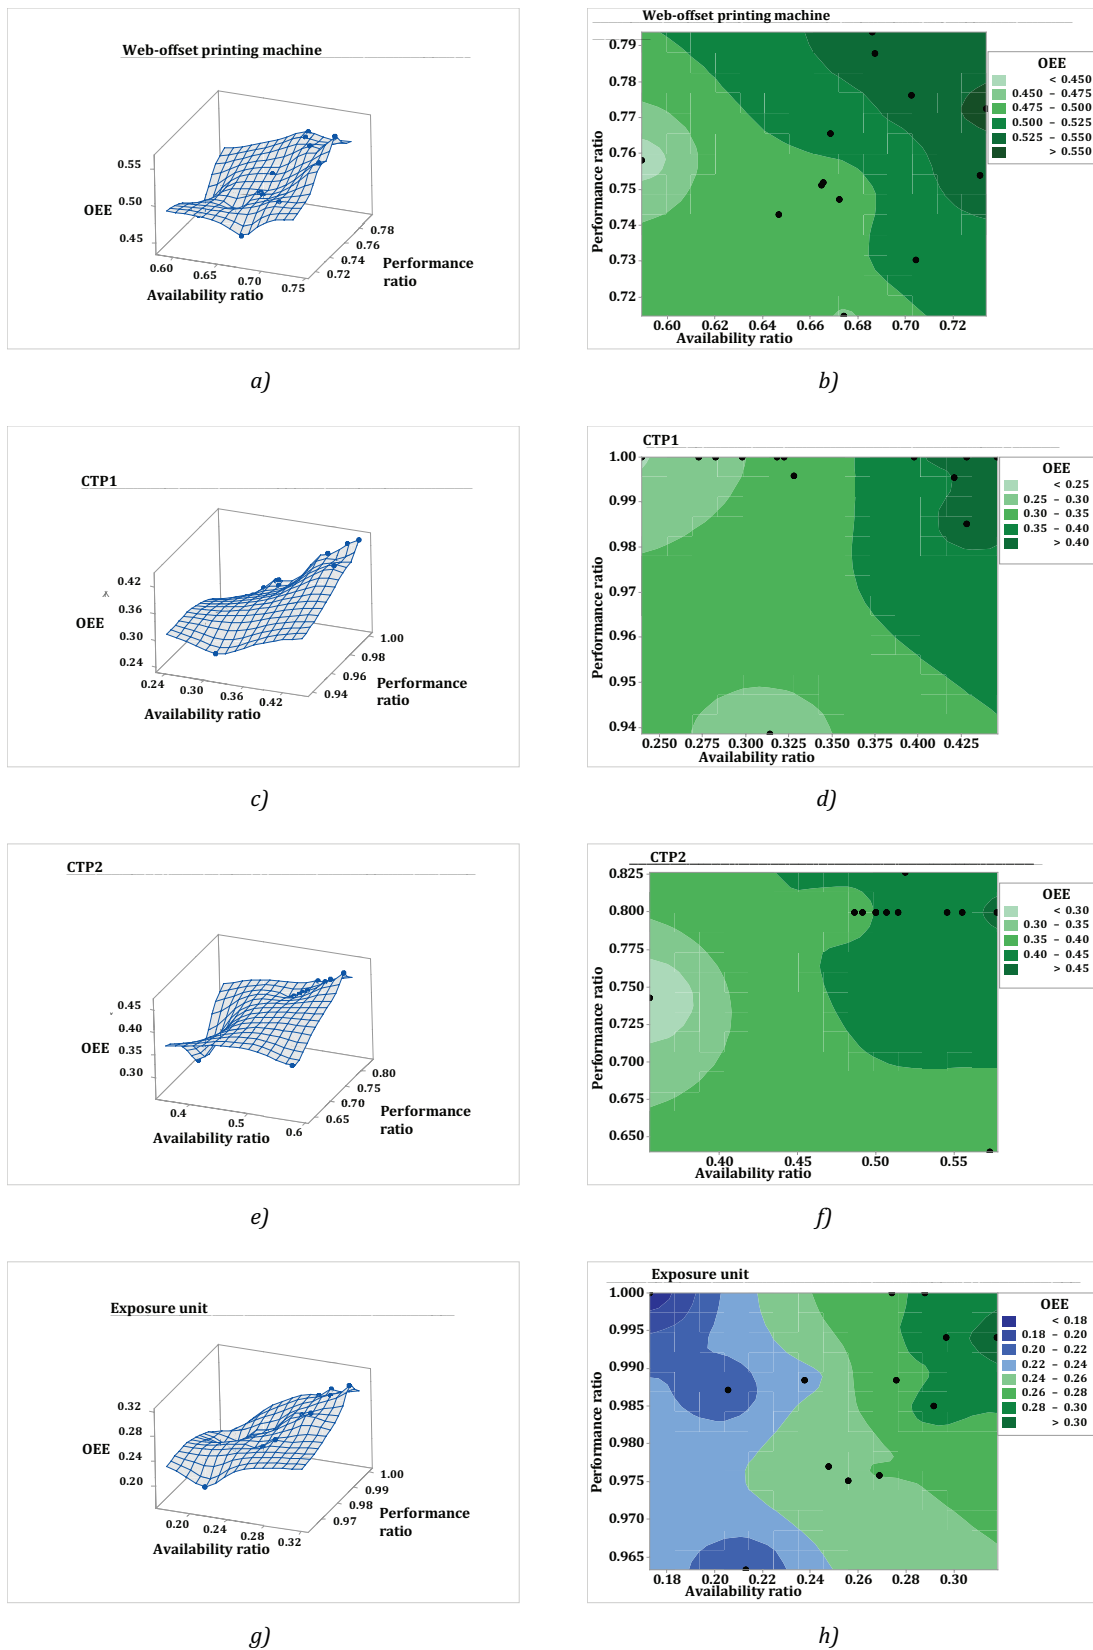 Web-offset printing machine
0.55
0.50
0.45
OEE
0.60
0.65
0.70
0.75
Availability ratio
0.72
0.74
0.76
0.78
Performance
ratio
a)
Web-offset printing machine
0.79
0.78
0.77
0.76
0.75
0.74
0.73
0.72
Performance ratio
0.60 0.62 0.64 0.66 0.68 0.70 0.72
Availability ratio
OEE
< 0.450
0.450 – 0.475
0.475 – 0.500
0.500 – 0.525
0.525 – 0.550
> 0.550
b)
CTP1
0.42
0.36
0.30
0.24
OEE
0.24
0.30
0.36
0.42
Availability ratio
0.94
0.96
0.98
1.00
Performance
ratio
c)
CTP1
1.00
0.99
0.98
0.97
0.96
0.95
0.94
Performance ratio
0.250 0.275 0.300 0.325 0.350 0.375 0.400 0.425
Availability ratio
OEE
< 0.25
0.25 – 0.30
0.30 – 0.35
0.35 – 0.40
> 0.40
d)
CTP2
0.45
0.40
0.35
0.30
OEE
0.4
0.5
0.6
Availability ratio
0.65
0.70
0.75
0.80
Performance
ratio
e)
CTP2
0.825
0.800
0.775
0.750
0.725
0.700
0.675
0.650
Performance ratio
0.40 0.45 0.50 0.55
Availability ratio
OEE
< 0.30
0.30 – 0.35
0.35 – 0.40
0.40 – 0.45
> 0.45
f)
Exposure unit
0.32
0.28
0.24
0.20
OEE
0.20
0.24
0.28
0.32
Availability ratio
0.97
0.98
0.99
1.00
Performance
ratio
g)
Exposure unit
1.000
0.995
0.990
0.985
0.980
0.975
0.970
0.965
Performance ratio
0.18 0.20 0.22 0.24 0.26 0.28 0.30
Availability ratio
OEE
< 0.18
0.18 – 0.20
0.20 – 0.22
0.22 – 0.24
0.24 – 0.26
0.26 – 0.28
0.28 – 0.30
> 0.30
h)